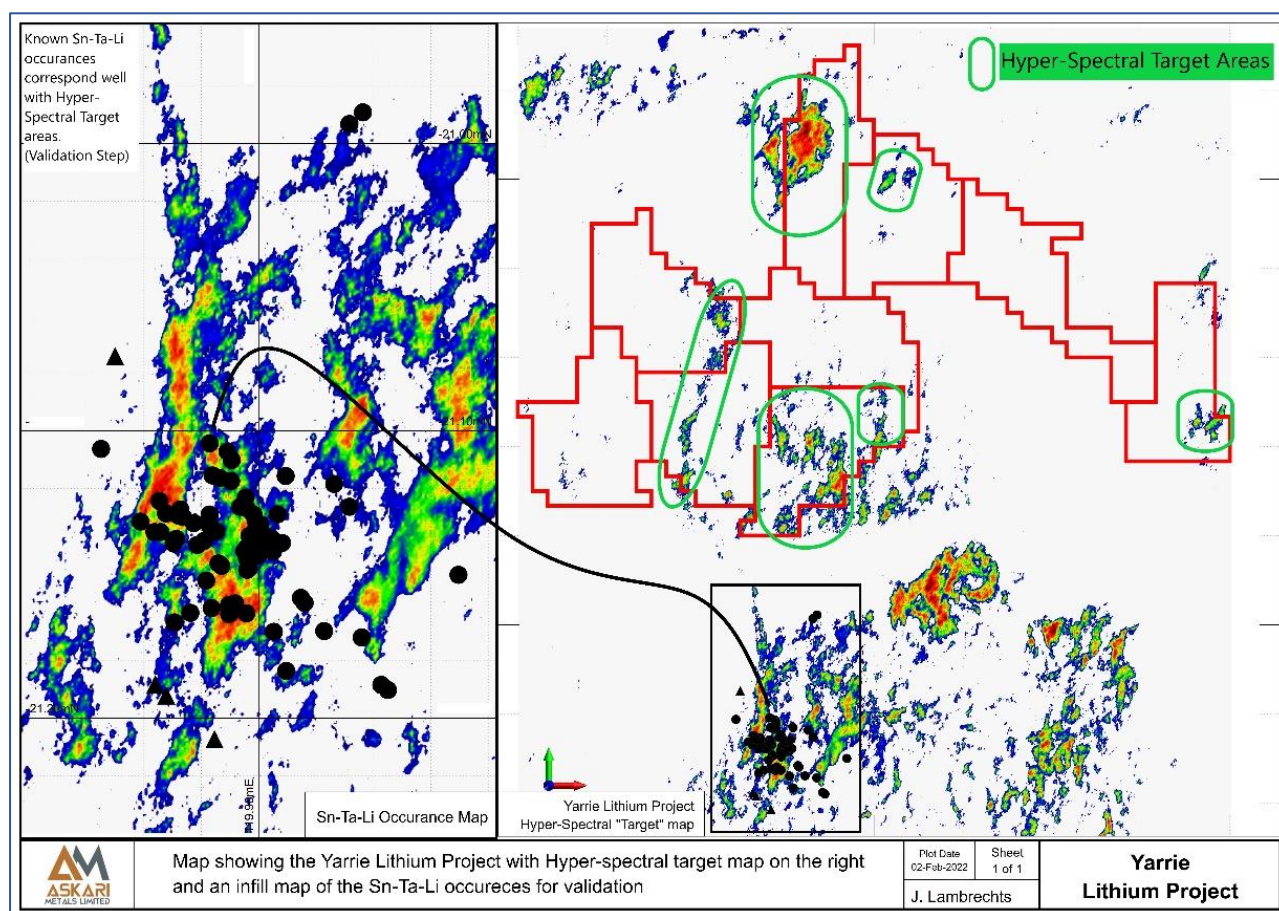 Known Sn-Ta-Li
occurances
correspond well
with Hyper-
Spectral Target
areas.
(Validation Step)
-21.00mN
-21.10mN
-21.20mN
Sn-Ta-Li Occurance Map
Hyper-Spectral Target Areas
Yarrie Lithium Project
Hyper-Spectral "Target" map
AM
ASKARI
METALS LIMITED
Map showing the Yarrie Lithium Project with Hyper-spectral target map on the right
and an infill map of the Sn-Ta-Li occureces for validation
Plot Date
02-Feb-2022
Sheet
1 of 1
J. Lambrechts
Yarrie
Lithium Project